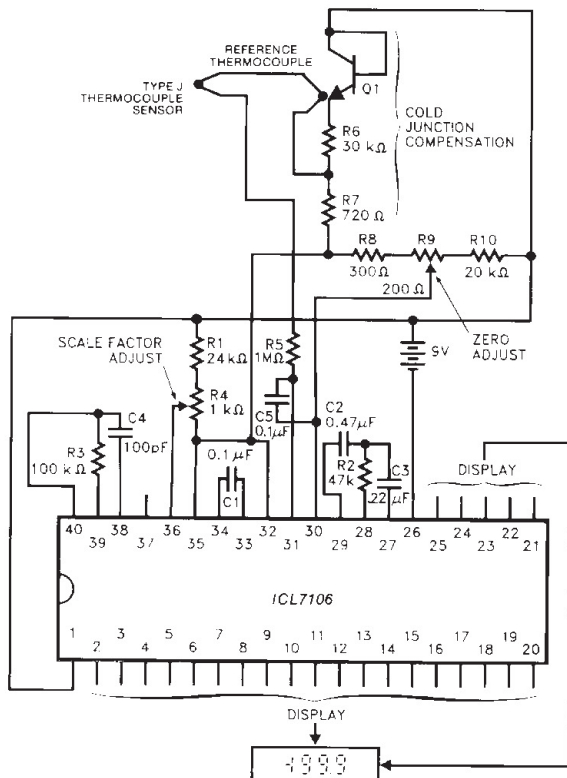 REFERENCE
THERMOCOUPLE
TYPE J
THERMOCOUPLE
SENSOR
Q1
COLD
JUNCTION
COMPENSATION
R6
30 kΩ
R7
720 Ω
R8
300Ω
R9
200Ω
R10
20 kΩ
ZERO
ADJUST
SCALE FACTOR
ADJUST
R1
24 kΩ
R4
1 kΩ
R5
1MΩ
9V
C5
0.1µF
C2
0.47µF
R2
47k
C3
.22 µF
C4
100pF
R3
100 kΩ
0.1 µF
C1
DISPLAY
40 39 38 37 36 35 34 33 32 31 30 29 28 27 26 25 24 23 22 21
ICL7106
1 2 3 4 5 6 7 8 9 10 11 12 13 14 15 16 17 18 19 20
DISPLAY
199.9